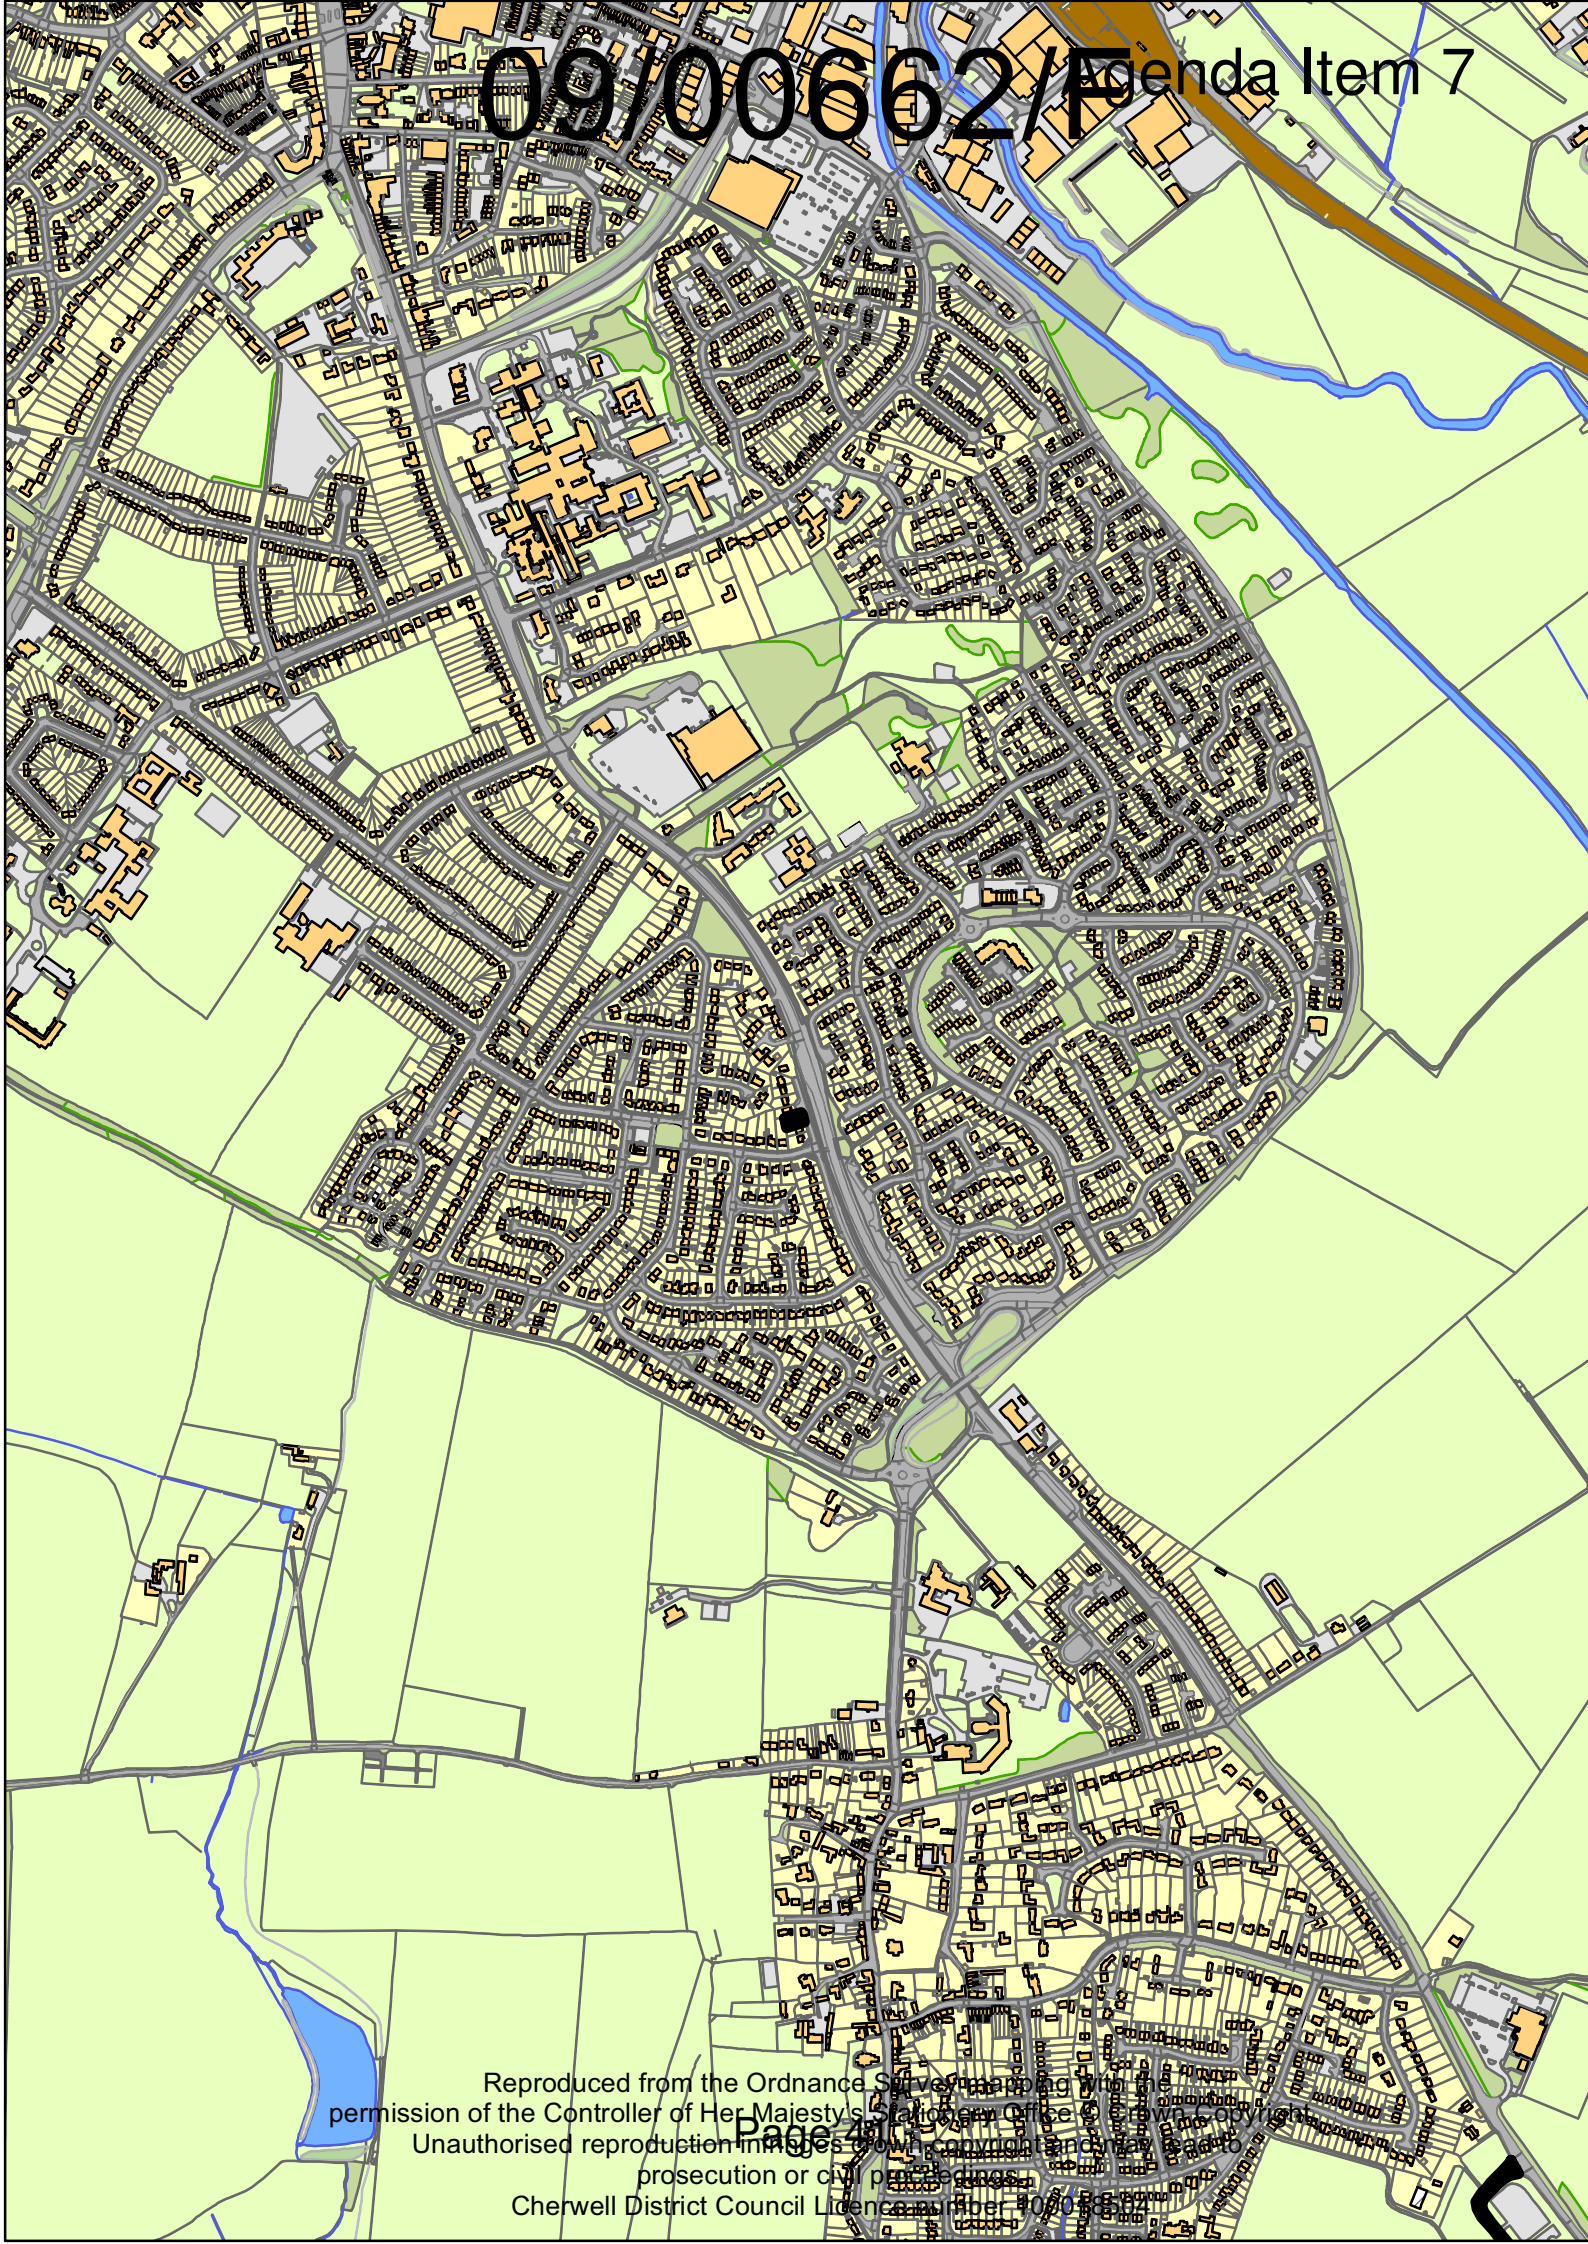 09/00662/F
Agenda Item 7
Reproduced from the Ordnance Survey mapping with the
permission of the Controller of Her Majesty's Stationery Office © Crown Copyright
Unauthorised reproduction infringes crown copyright and may lead to
prosecution or civil proceedings
Cherwell District Council Licence number 100018504